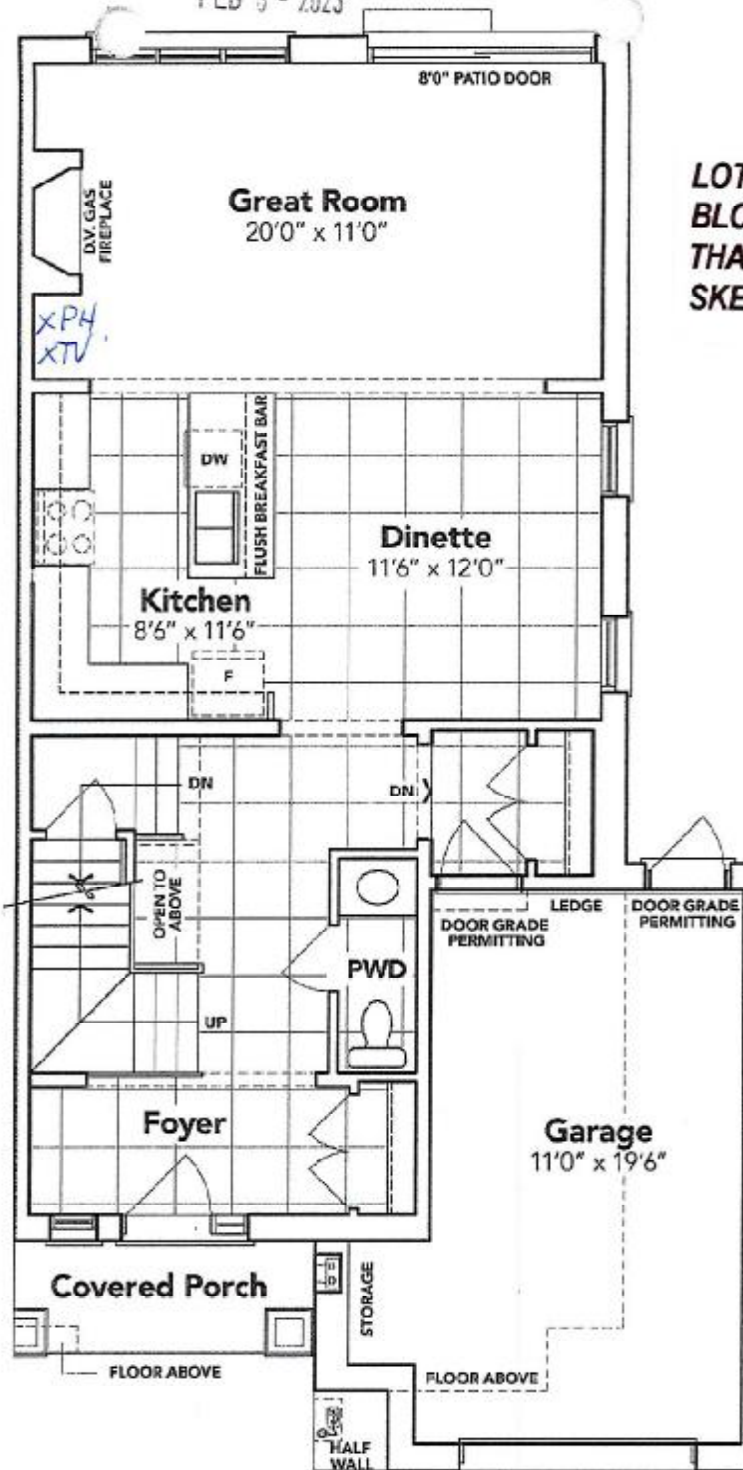 8'0" PATIO DOOR
D.V. GAS
FIREPLACE
Great Room
20'0" x 11'0"
xPH
xTV
DW
FLUSH BREAKFAST BAR
Dinette
11'6" x 12'0"
Kitchen
8'6" x 11'6"
F
DN
DN
OPEN TO
ABOVE
LEDGE
DOOR GRADE
PERMITTING
DOOR GRADE
PERMITTING
PWD
UP
Foyer
Garage
11'0" x 19'6"
Covered Porch
STORAGE
FLOOR ABOVE
FLOOR ABOVE
HALF
WALL